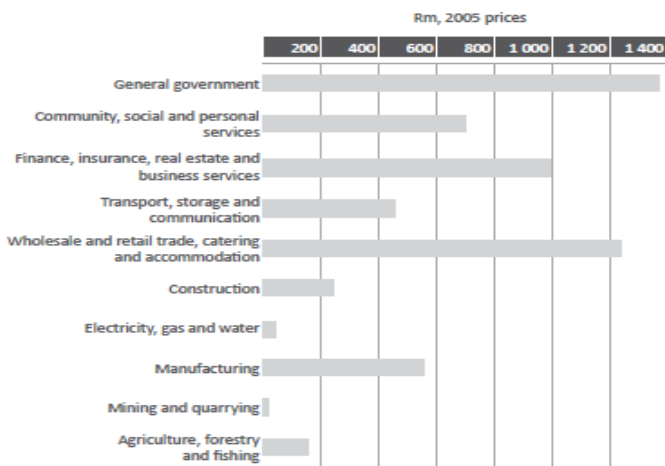 Rm, 2005 prices
200 400 600 800 1 000 1 200 1 400
General government
Community, social and personal
services
Finance, insurance, real estate and
business services
Transport, storage and
communication
Wholesale and retail trade, catering
and accommodation
Construction
Electricity, gas and water
Manufacturing
Mining and quarrying
Agriculture, forestry
and fishing